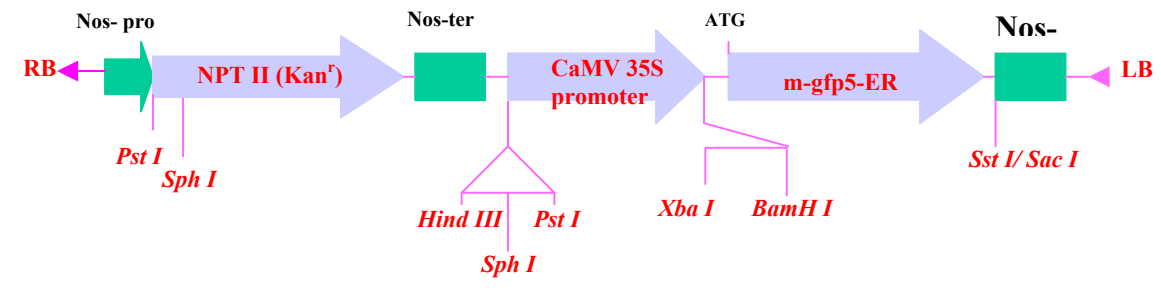 Nos- pro
Nos-ter
ATG
Nos-
RB
NPT II (Kanʳ)
CaMV 35S
promoter
m-gfp5-ER
LB
Pst I
Sph I
Hind III
Pst I
Sph I
Xba I
BamH I
Sst I/ Sac I